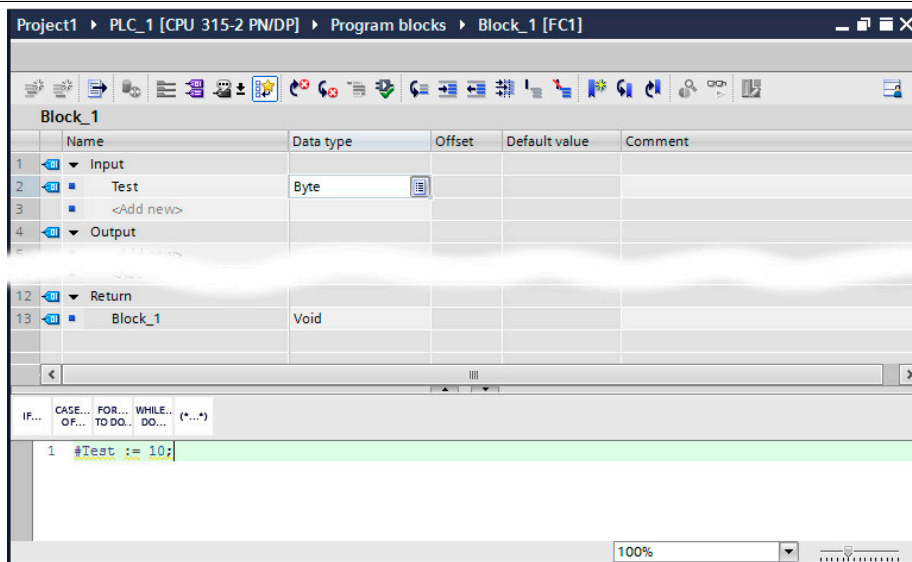 Project1 ▸ PLC_1 [CPU 315-2 PN/DP] ▸ Program blocks ▸ Block_1 [FC1]
Block_1
Name Data type Offset Default value Comment
1 Input
2 Test Byte
3 <Add new>
4 Output
12 Return
13 Block_1 Void
IF... CASE... OF... FOR... TO DO... WHILE... DO... (*...*)
1 #Test := 10;
100%